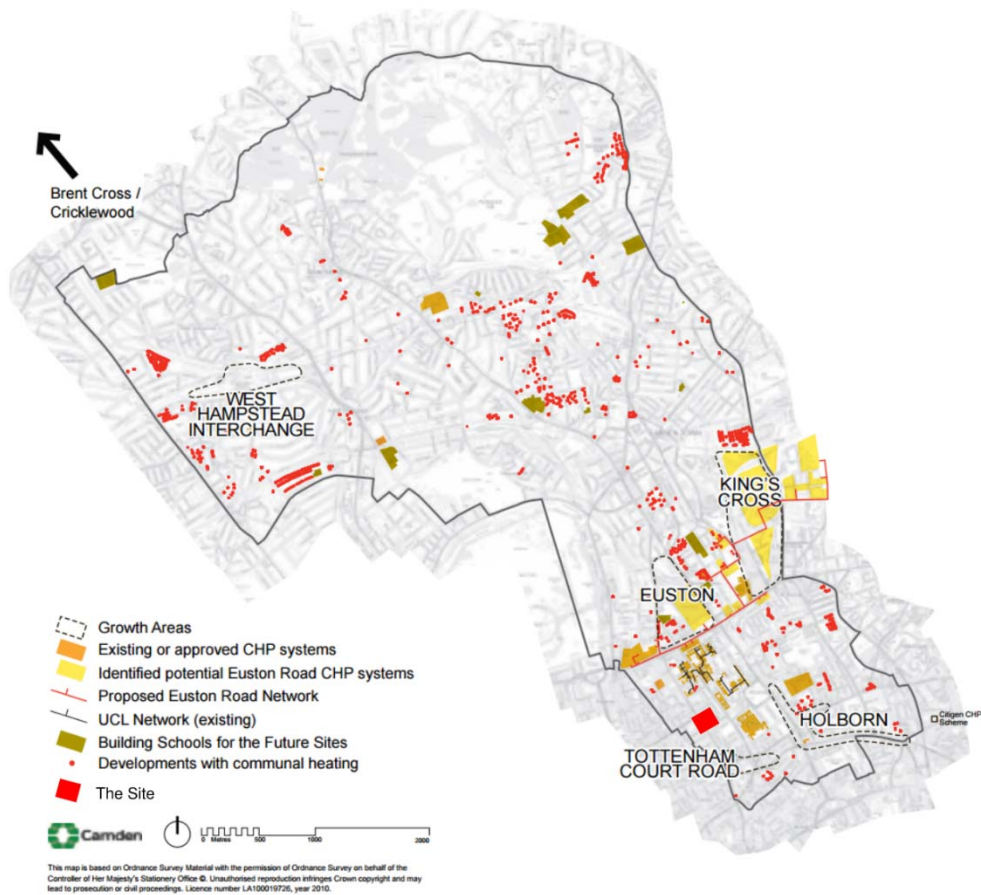 Brent Cross /
Cricklewood
WEST
HAMPSTEAD
INTERCHANGE
KING'S
CROSS
EUSTON
HOLBORN
TOTTENHAM
COURT ROAD
Citigen CHP
Scheme
Growth Areas
Existing or approved CHP systems
Identified potential Euston Road CHP systems
Proposed Euston Road Network
UCL Network (existing)
Building Schools for the Future Sites
Developments with communal heating
The Site
Camden
0 Metres 500 1000 2000
This map is based on Ordnance Survey Material with the permission of Ordnance Survey on behalf of the
Controller of Her Majesty's Stationery Office ©. Unauthorised reproduction infringes Crown copyright and may
lead to prosecution or civil proceedings. Licence number LA100019726, year 2010.